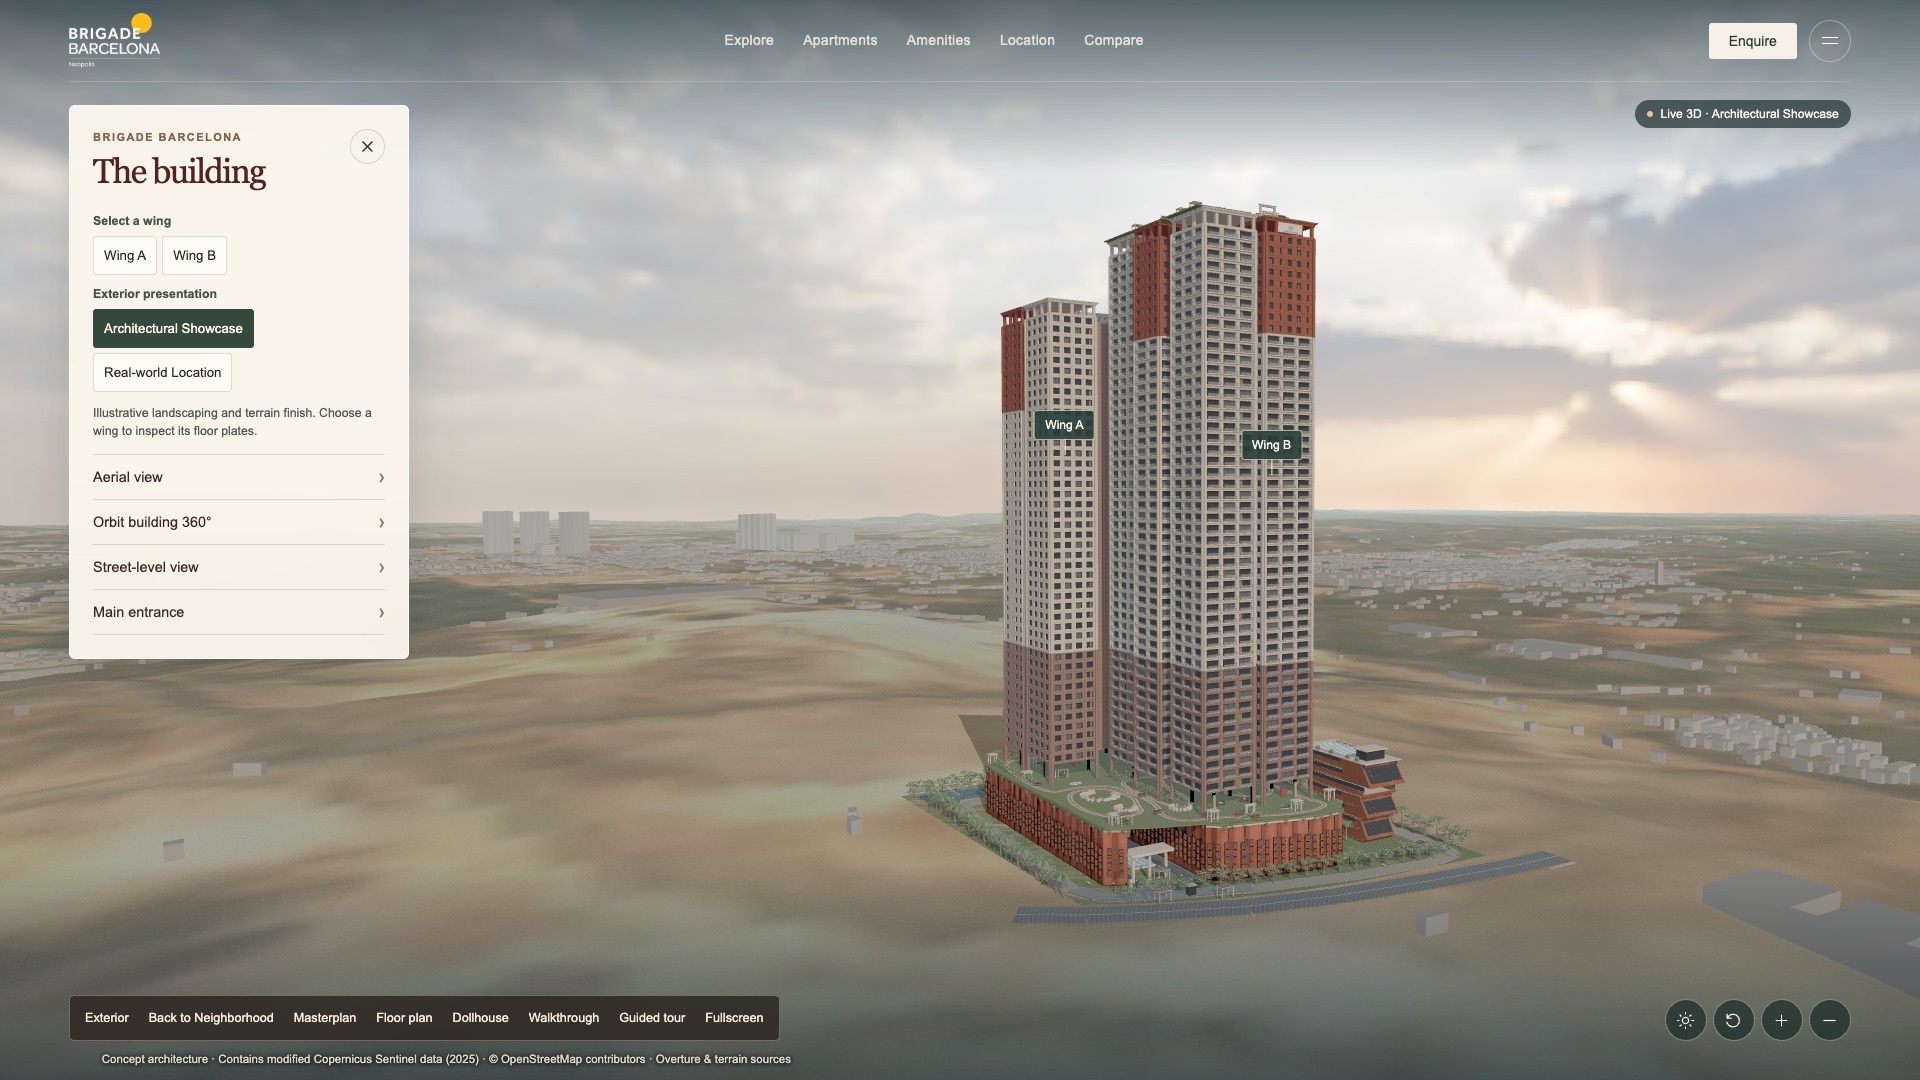 BRIGADE
BARCELONA
Neopolis
Explore
Apartments
Amenities
Location
Compare
Enquire
Live 3D · Architectural Showcase
BRIGADE BARCELONA
The building
Select a wing
Wing A
Wing B
Exterior presentation
Architectural Showcase
Real-world Location
Illustrative landscaping and terrain finish. Choose a
wing to inspect its floor plates.
Aerial view
Orbit building 360°
Street-level view
Main entrance
Wing A
Wing B
Exterior
Back to Neighborhood
Masterplan
Floor plan
Dollhouse
Walkthrough
Guided tour
Fullscreen
Concept architecture · Contains modified Copernicus Sentinel data (2025) · © OpenStreetMap contributors · Overture & terrain sources